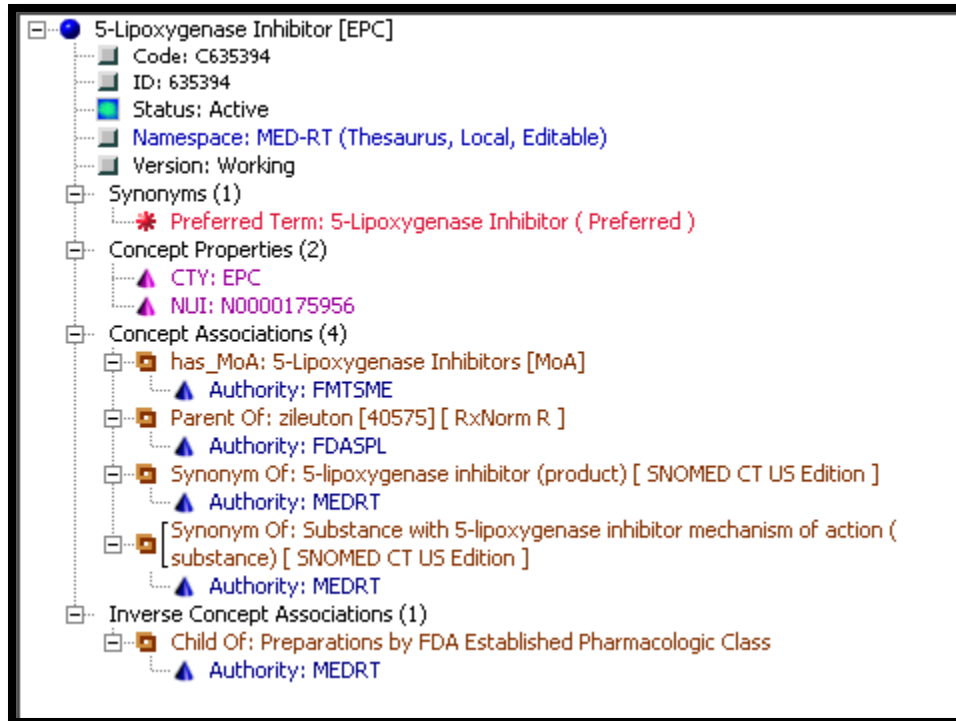 5-Lipoxygenase Inhibitor [EPC]
Code: C635394
ID: 635394
Status: Active
Namespace: MED-RT (Thesaurus, Local, Editable)
Version: Working
Synonyms (1)
Preferred Term: 5-Lipoxygenase Inhibitor ( Preferred )
Concept Properties (2)
CTY: EPC
NUI: N0000175956
Concept Associations (4)
has_MoA: 5-Lipoxygenase Inhibitors [MoA]
Authority: FMTSME
Parent Of: zileuton [40575] [ RxNorm R ]
Authority: FDASPL
Synonym Of: 5-lipoxygenase inhibitor (product) [ SNOMED CT US Edition ]
Authority: MEDRT
Synonym Of: Substance with 5-lipoxygenase inhibitor mechanism of action (
substance) [ SNOMED CT US Edition ]
Authority: MEDRT
Inverse Concept Associations (1)
Child Of: Preparations by FDA Established Pharmacologic Class
Authority: MEDRT